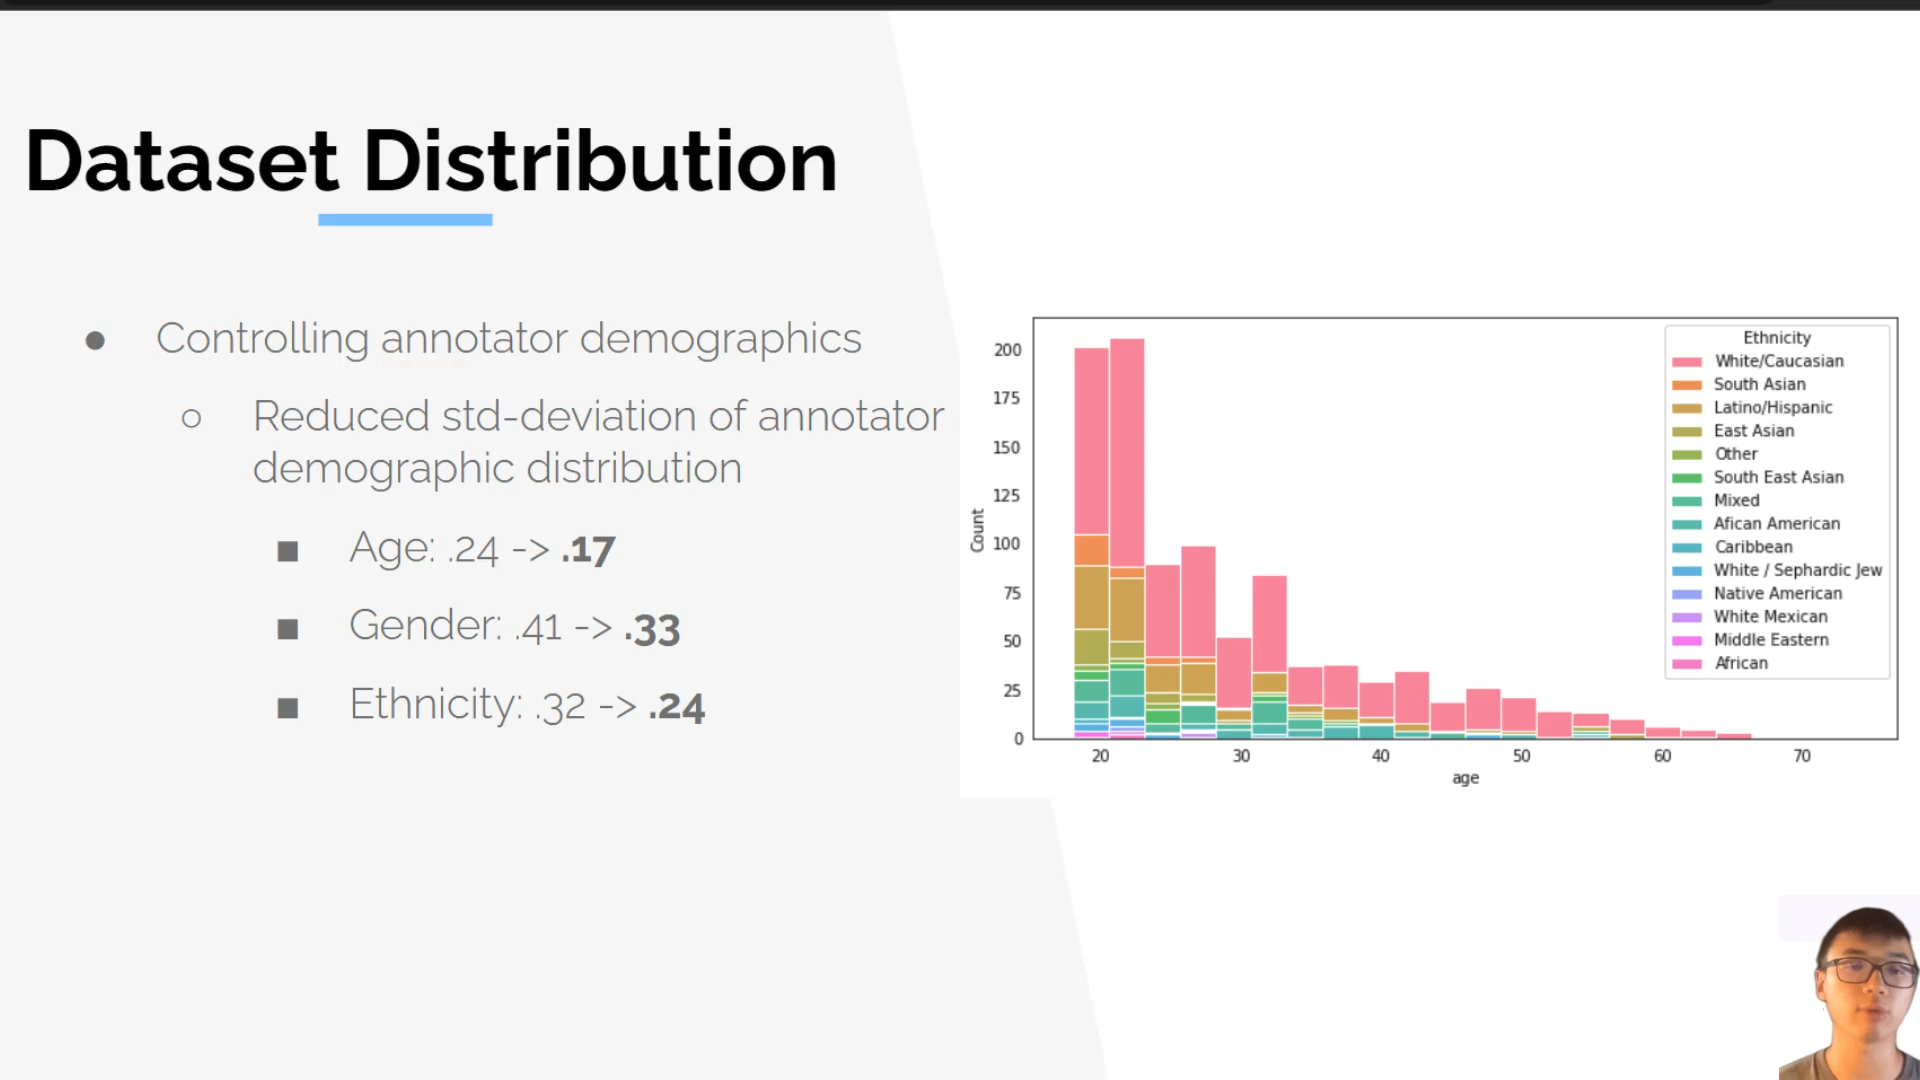 Dataset Distribution
● Controlling annotator demographics
○ Reduced std-deviation of annotator
demographic distribution
■ Age: .24 -> .17
■ Gender: .41 -> .33
■ Ethnicity: .32 -> .24
Count
200
175
150
125
100
75
50
25
0
20 30 40 50 60 70
age
Ethnicity
White/Caucasian
South Asian
Latino/Hispanic
East Asian
Other
South East Asian
Mixed
Afican American
Caribbean
White / Sephardic Jew
Native American
White Mexican
Middle Eastern
African